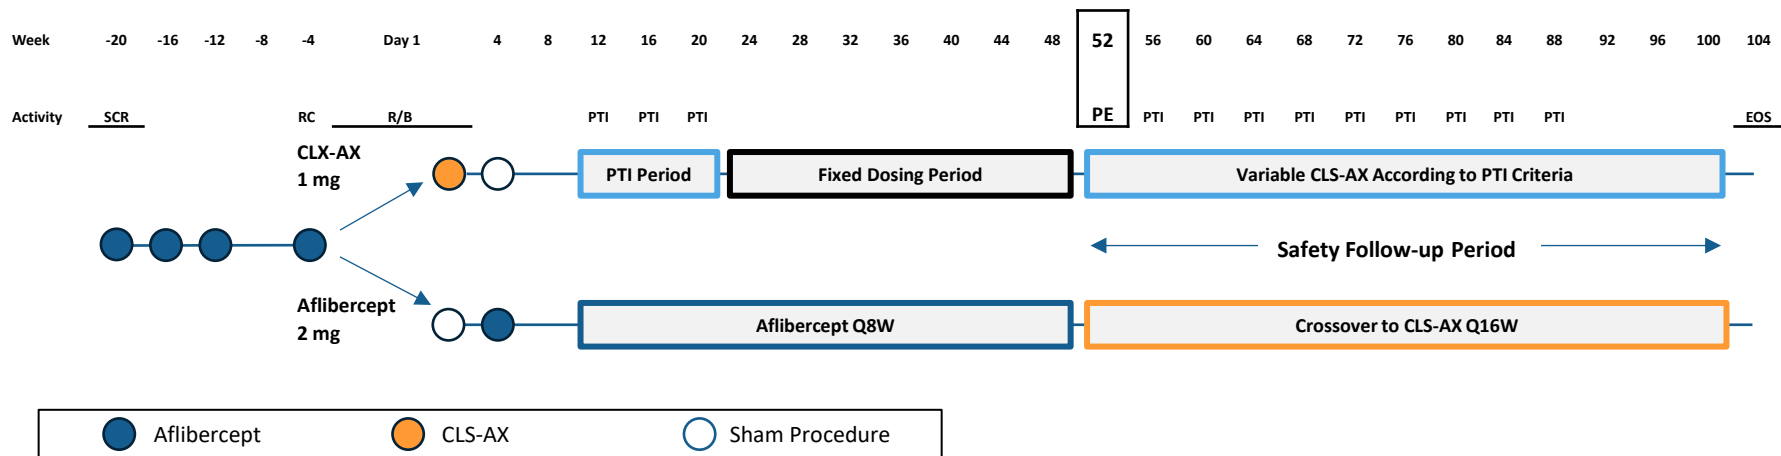 Week -20 -16 -12 -8 -4 Day 1 4 8 12 16 20 24 28 32 36 40 44 48 52 56 60 64 68 72 76 80 84 88 92 96 100 104
Activity SCR RC R/B PTI PTI PTI PE PTI PTI PTI PTI PTI PTI PTI PTI PTI EOS
CLX-AX
1 mg
PTI Period Fixed Dosing Period Variable CLS-AX According to PTI Criteria
Safety Follow-up Period
Aflibercept
2 mg
Aflibercept Q8W Crossover to CLS-AX Q16W
Aflibercept CLS-AX Sham Procedure